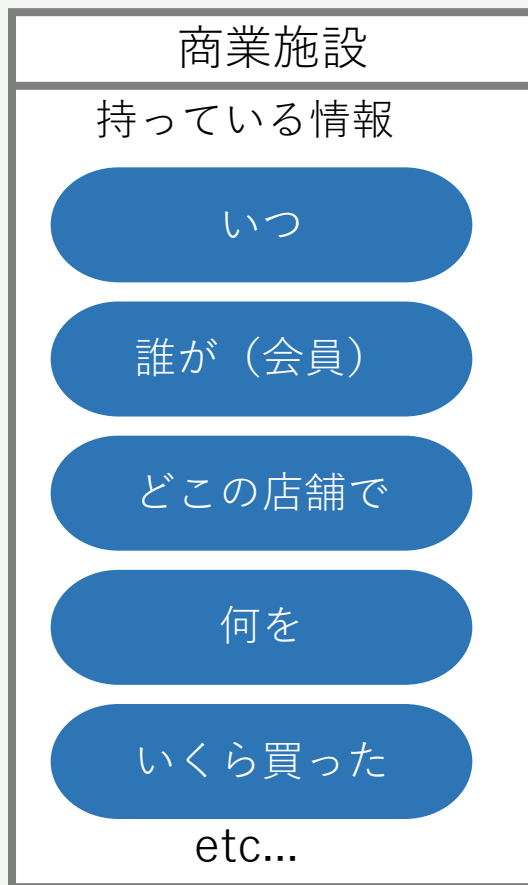 商業施設
持っている情報
いつ
誰が（会員）
どこの店舗で
何を
いくら買った
etc...